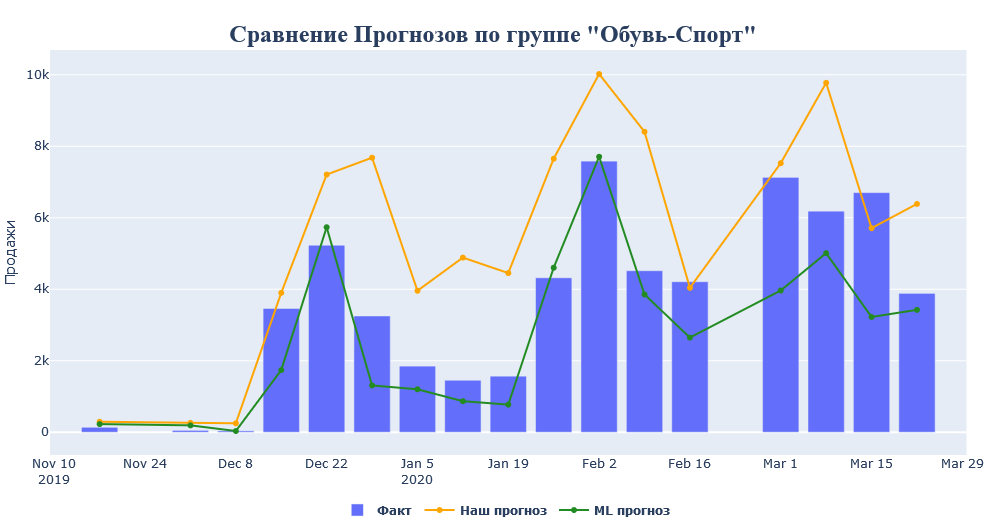 Сравнение Прогнозов по группе "Обувь-Спорт"
10k
8k
6k
4k
2k
0
Продажи
Nov 10 Nov 24 Dec 8 Dec 22 Jan 5 Jan 19 Feb 2 Feb 16 Mar 1 Mar 15 Mar 29
2019 2020
Факт Наш прогноз ML прогноз